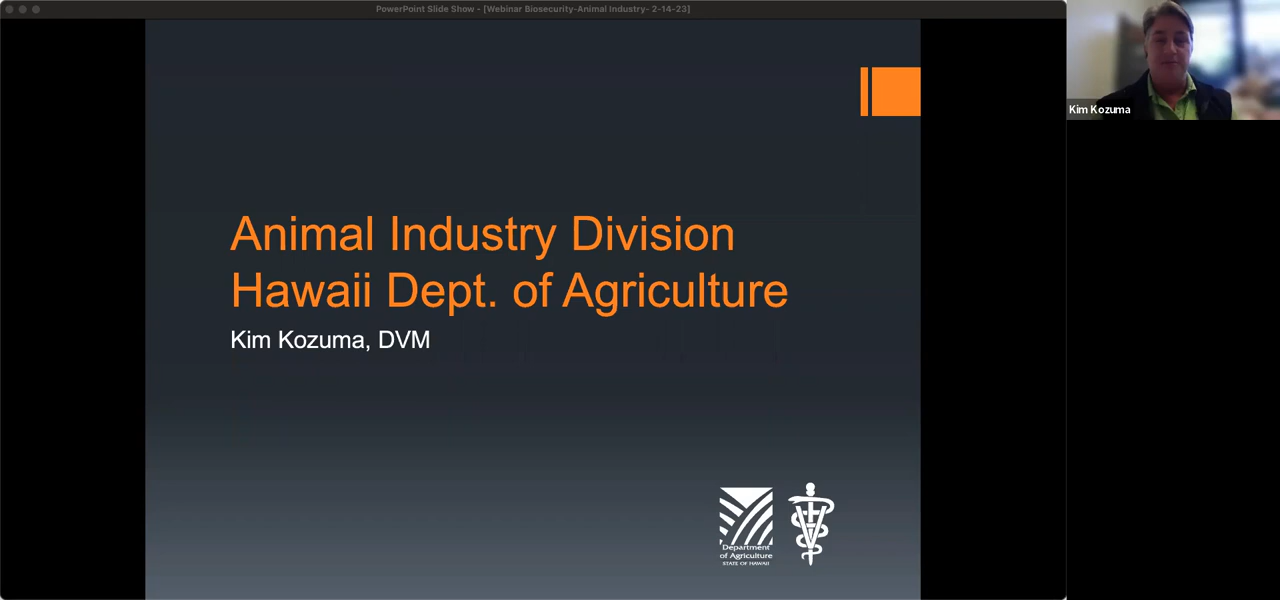 PowerPoint Slide Show - [Webinar Biosecurity-Animal Industry- 2-14-23]
Kim Kozuma
Animal Industry Division
Hawaii Dept. of Agriculture
Kim Kozuma, DVM
Department
of Agriculture
STATE OF HAWAII